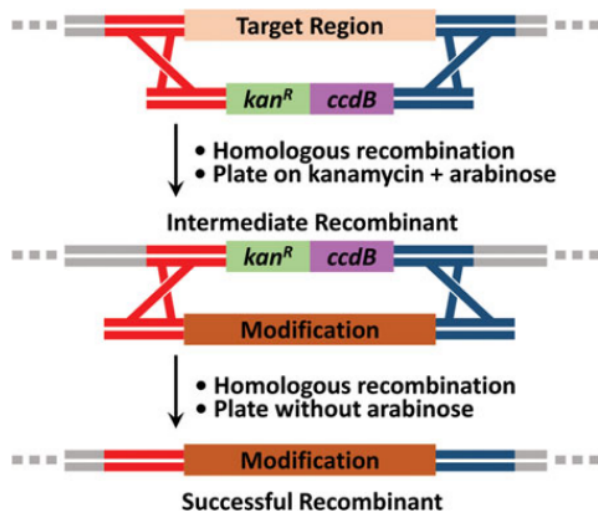 Target Region
kanᴿ ccdB
• Homologous recombination
• Plate on kanamycin + arabinose
Intermediate Recombinant
kanᴿ ccdB
Modification
• Homologous recombination
• Plate without arabinose
Modification
Successful Recombinant